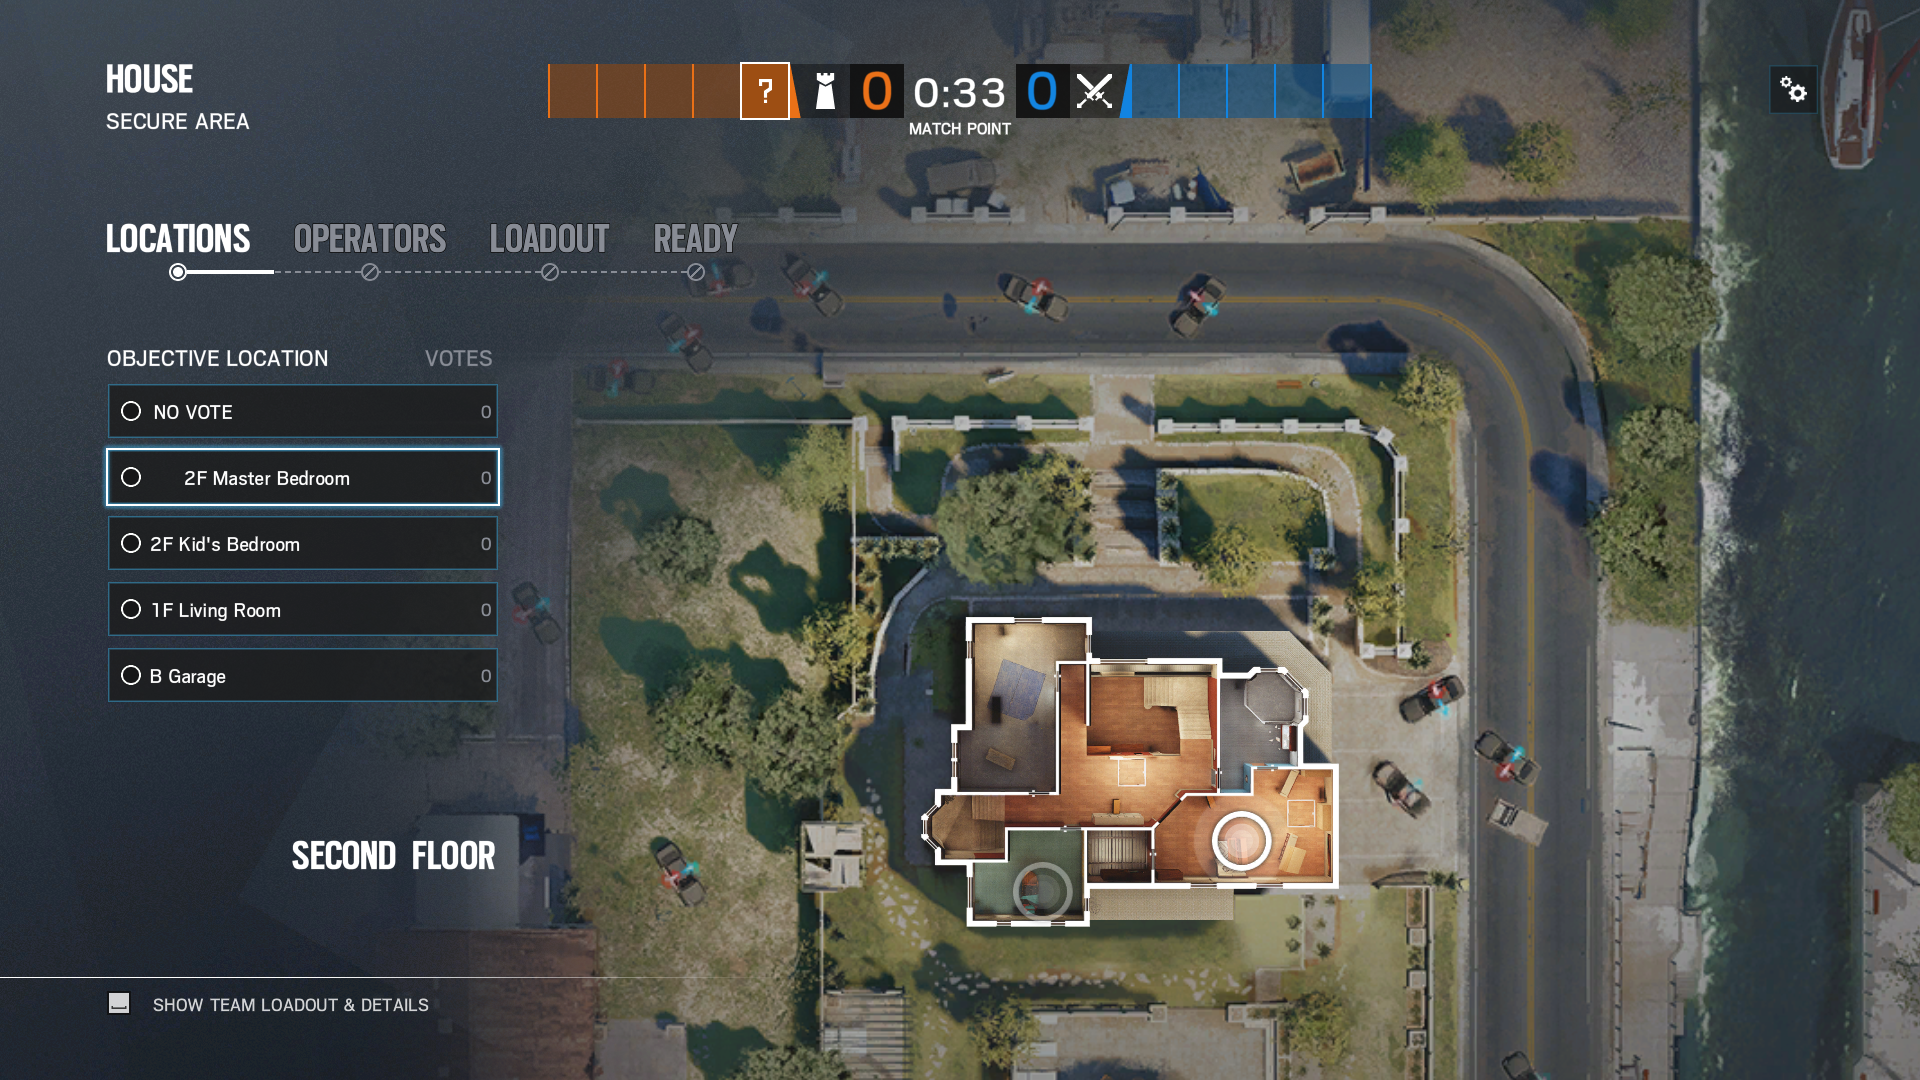 HOUSE
SECURE AREA
? 0 0:33 0
MATCH POINT
LOCATIONS OPERATORS LOADOUT READY
OBJECTIVE LOCATION VOTES
NO VOTE 0
2F Master Bedroom 0
2F Kid's Bedroom 0
1F Living Room 0
B Garage 0
SECOND FLOOR
SHOW TEAM LOADOUT & DETAILS